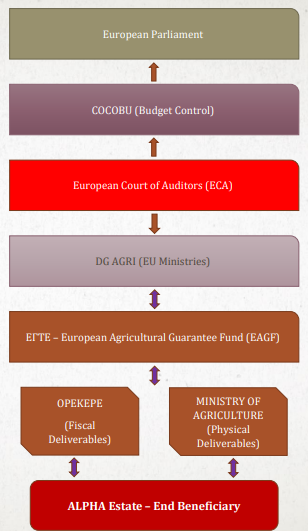 European Parliament
COCOBU (Budget Control)
European Court of Auditors (ECA)
DG AGRI (EU Ministries)
ΕΓΤΕ – European Agricultural Guarantee Fund (EAGF)
OPEKEPE
(Fiscal
Deliverables)
MINISTRY OF
AGRICULTURE
(Physical
Deliverables)
ALPHA Estate – End Beneficiary